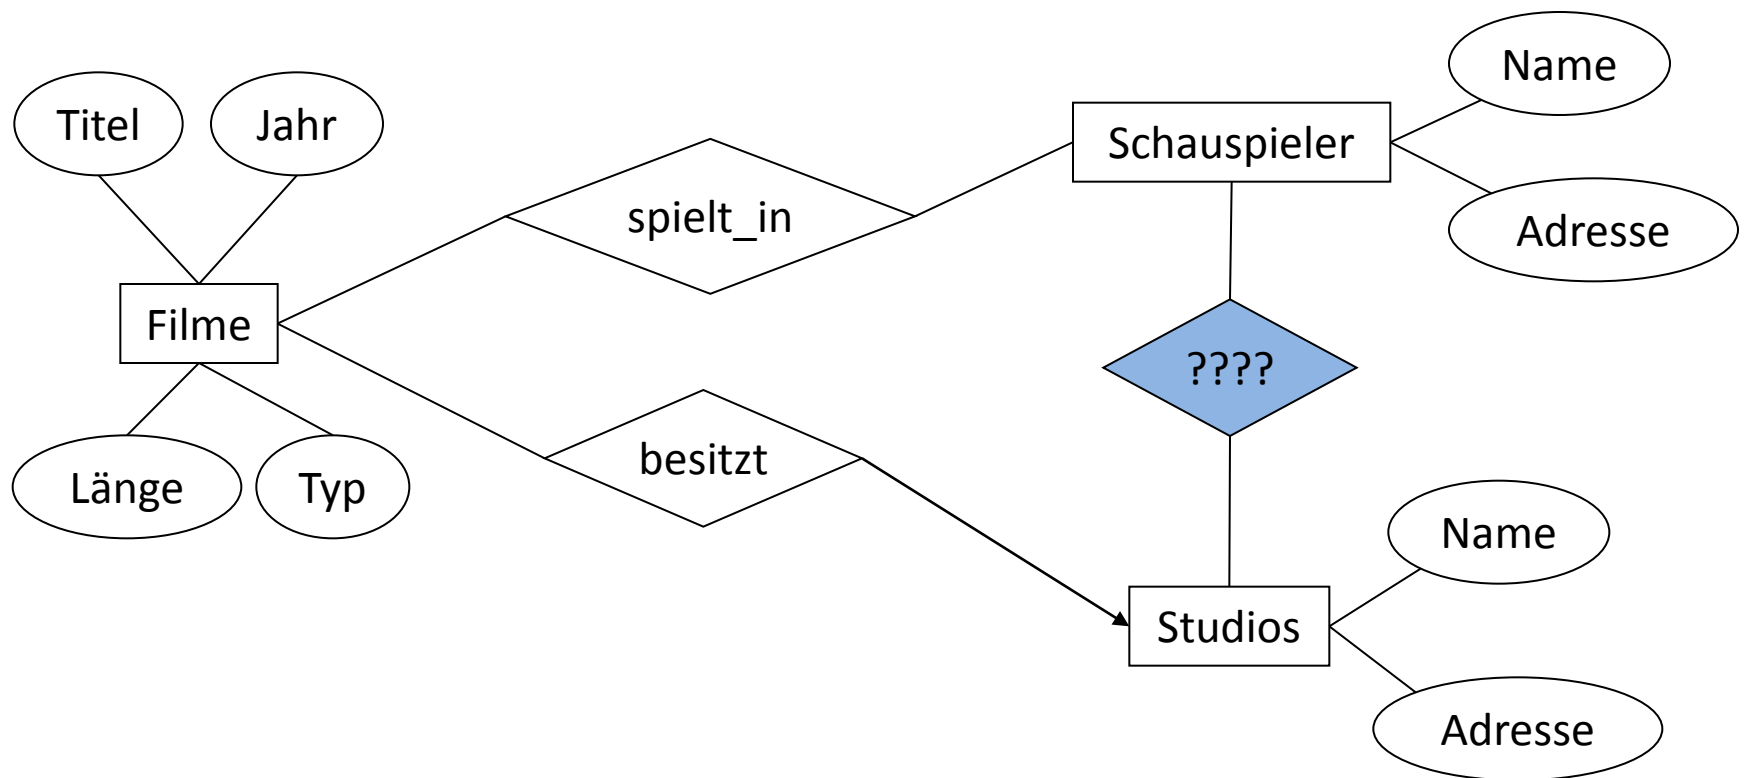 Name
Titel
Jahr
Schauspieler
spielt_in
Adresse
Filme
????
besitzt
Länge
Typ
Name
Studios
Adresse